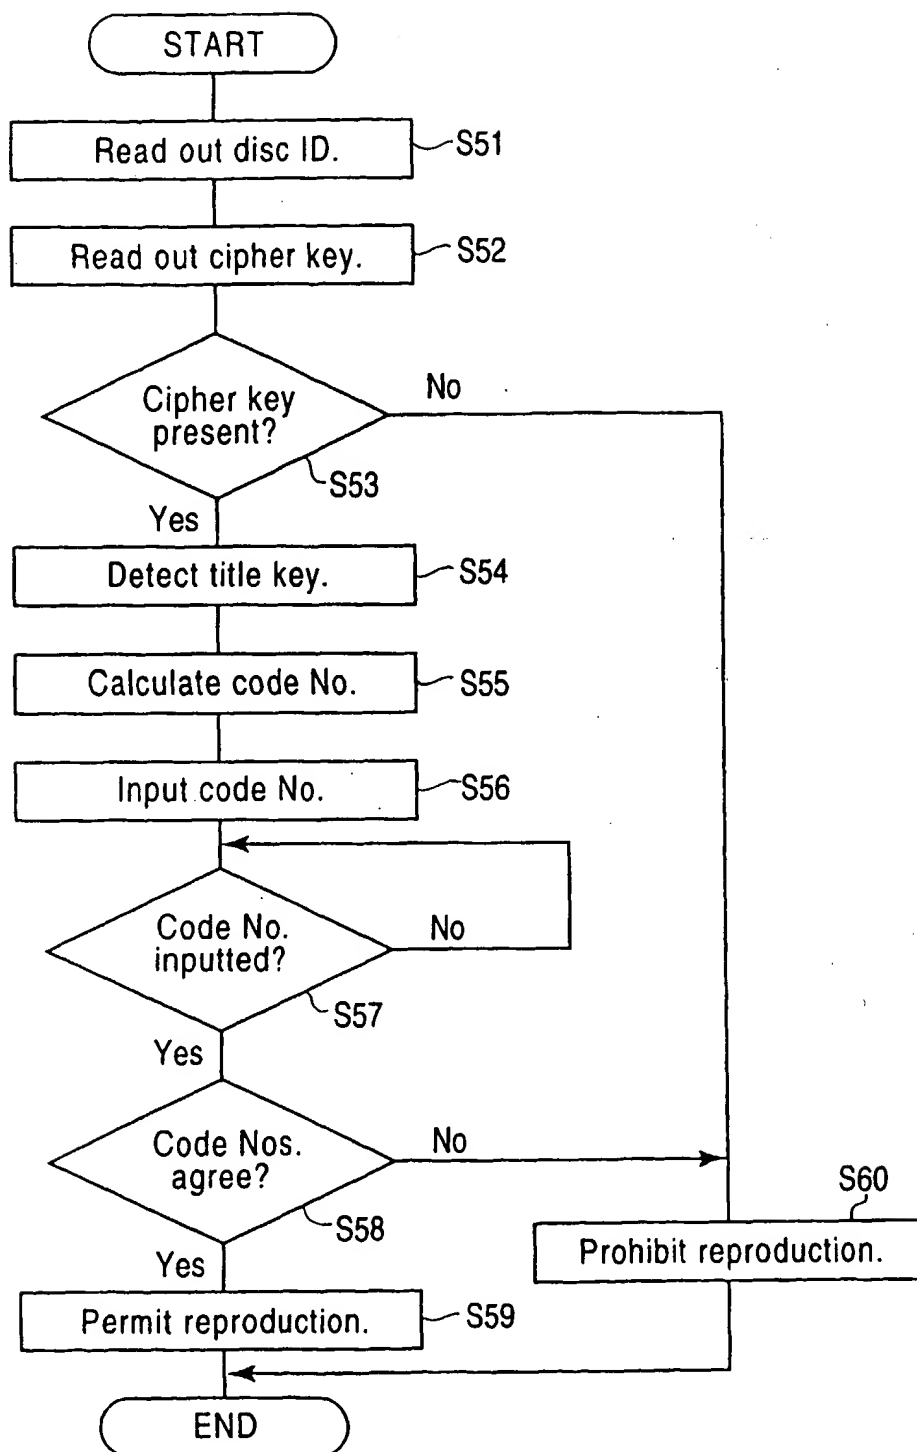 START
Read out disc ID.
S51
Read out cipher key.
S52
Cipher key
present?
No
S53
Yes
Detect title key.
S54
Calculate code No.
S55
Input code No.
S56
Code No.
inputted?
No
S57
Yes
Code Nos.
agree?
No
S58
S60
Prohibit reproduction.
Yes
Permit reproduction.
S59
END